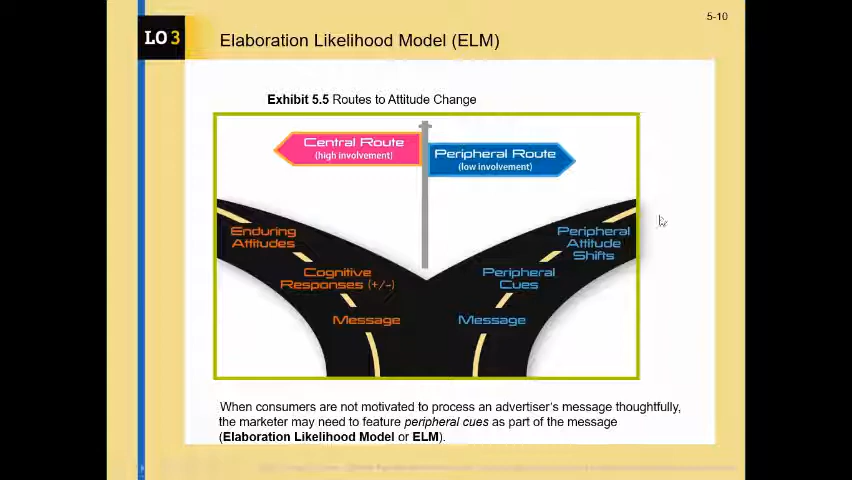 5-10
LO 3
Elaboration Likelihood Model (ELM)
Exhibit 5.5 Routes to Attitude Change
Central Route
(high involvement)
Peripheral Route
(low involvement)
Enduring
Attitudes
Cognitive
Responses (+/–)
Message
Peripheral
Attitude
Shifts
Peripheral
Cues
Message
When consumers are not motivated to process an advertiser's message thoughtfully,
the marketer may need to feature peripheral cues as part of the message
(Elaboration Likelihood Model or ELM).